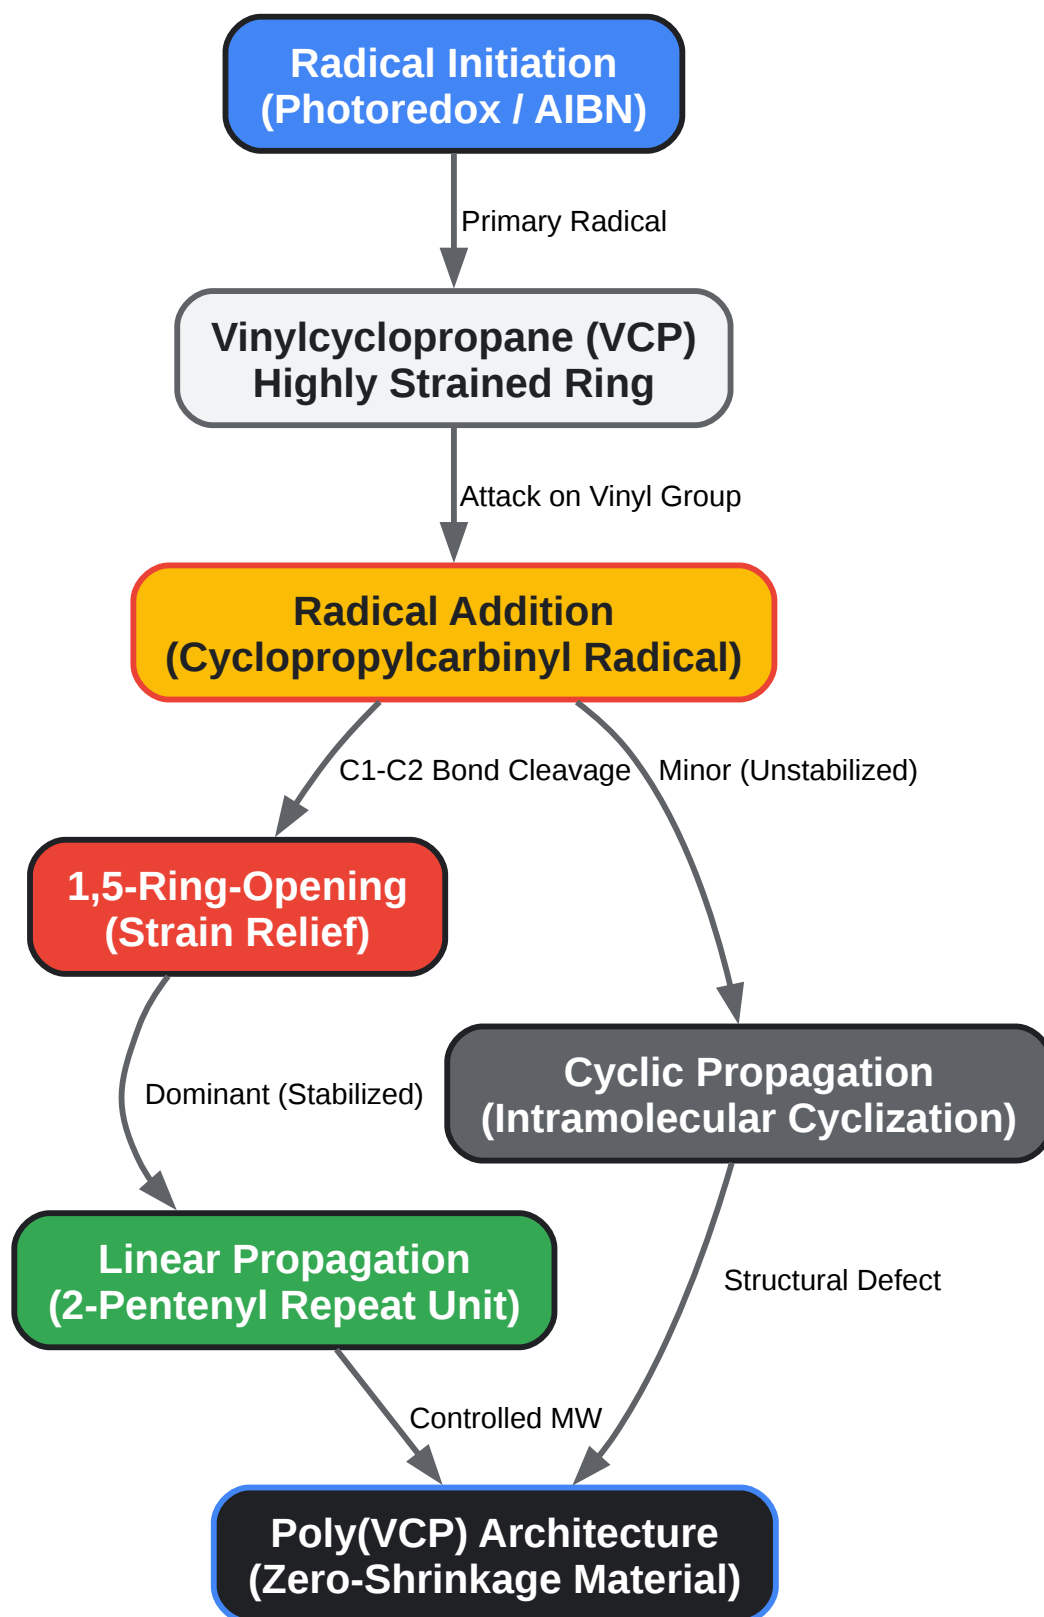 Radical Initiation
(Photoredox / AIBN)
Primary Radical
Vinylcyclopropane (VCP)
Highly Strained Ring
Attack on Vinyl Group
Radical Addition
(Cyclopropylcarbinyl Radical)
C1-C2 Bond Cleavage
Minor (Unstabilized)
1,5-Ring-Opening
(Strain Relief)
Cyclic Propagation
(Intramolecular Cyclization)
Dominant (Stabilized)
Linear Propagation
(2-Pentenyl Repeat Unit)
Structural Defect
Controlled MW
Poly(VCP) Architecture
(Zero-Shrinkage Material)